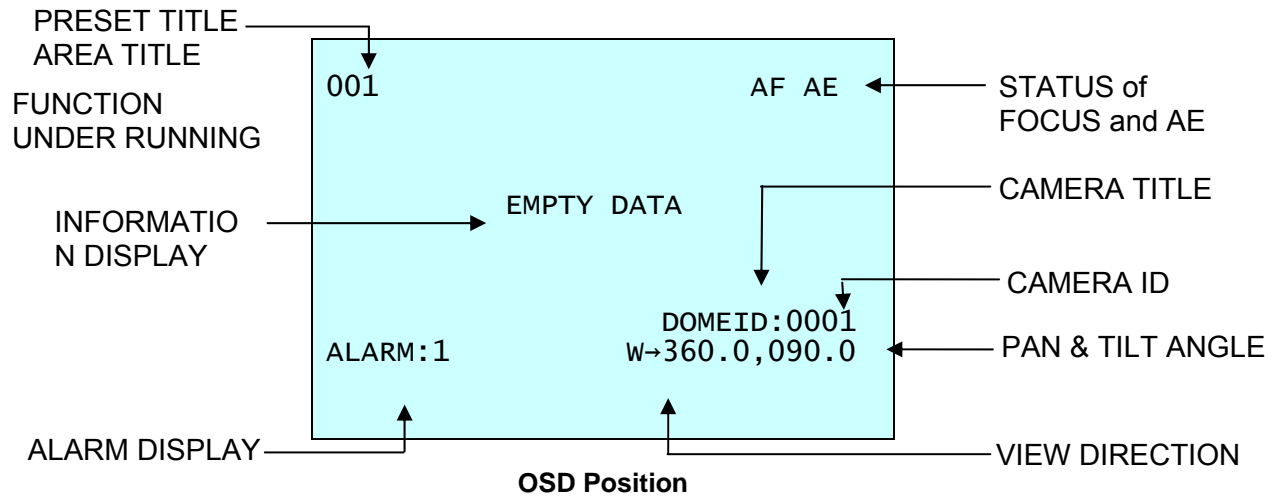 PRESET TITLE
AREA TITLE
001
AF AE
STATUS of
FOCUS and AE
FUNCTION
UNDER RUNNING
CAMERA TITLE
EMPTY DATA
INFORMATIO
N DISPLAY
CAMERA ID
DOMEID:0001
ALARM:1
W→360.0,090.0
PAN & TILT ANGLE
ALARM DISPLAY
VIEW DIRECTION
OSD Position